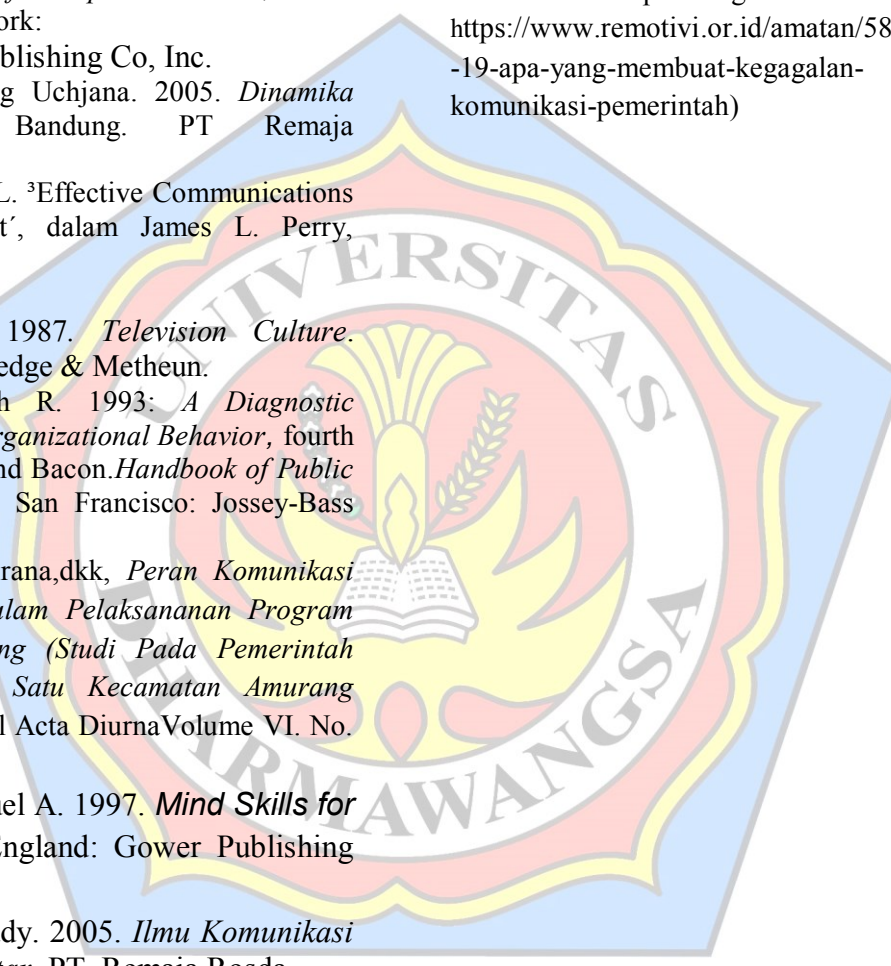 ork:
blishing Co, Inc.
g Uchjana. 2005. Dinamika
Bandung. PT Remaja
L. ³Effective Communications
t´, dalam James L. Perry,
1987. Television Culture.
edge & Metheun.
h R. 1993: A Diagnostic
rganizational Behavior, fourth
nd Bacon.Handbook of Public
San Francisco: Jossey-Bass
rana,dkk, Peran Komunikasi
alam Pelaksananan Program
ng (Studi Pada Pemerintah
Satu Kecamatan Amurang
l Acta DiurnaVolume VI. No.
uel A. 1997. Mind Skills for
England: Gower Publishing
dy. 2005. Ilmu Komunikasi
PT. Remaja Rosda
https://www.remotivi.or.id/amatan/58
-19-apa-yang-membuat-kegagalan-
komunikasi-pemerintah)
UNIVERSITAS
DHARMAWANGSA